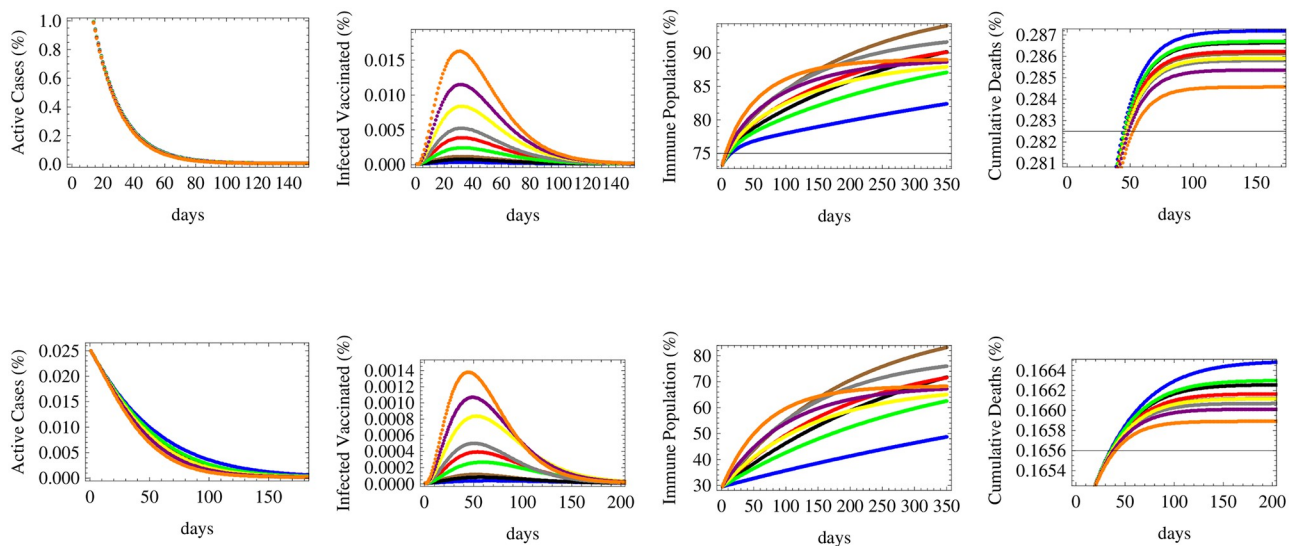 Active Cases (%)
1.0
0.8
0.6
0.4
0.2
0.0
0 20 40 60 80 100 120 140
days
Infected Vaccinated (%)
0.015
0.010
0.005
0.000
0 20 40 60 80 100 120 140
days
Immune Population (%)
90
85
80
75
0 50 100 150 200 250 300 350
days
Cumulative Deaths (%)
0.287
0.286
0.285
0.284
0.283
0.282
0.281
0 50 100 150
days
Active Cases (%)
0.025
0.020
0.015
0.010
0.005
0.000
0 50 100 150
days
Infected Vaccinated (%)
0.0014
0.0012
0.0010
0.0008
0.0006
0.0004
0.0002
0.0000
0 50 100 150 200
days
Immune Population (%)
80
70
60
50
40
30
0 50 100 150 200 250 300 350
days
Cumulative Deaths (%)
0.1664
0.1662
0.1660
0.1658
0.1656
0.1654
0 50 100 150 200
days